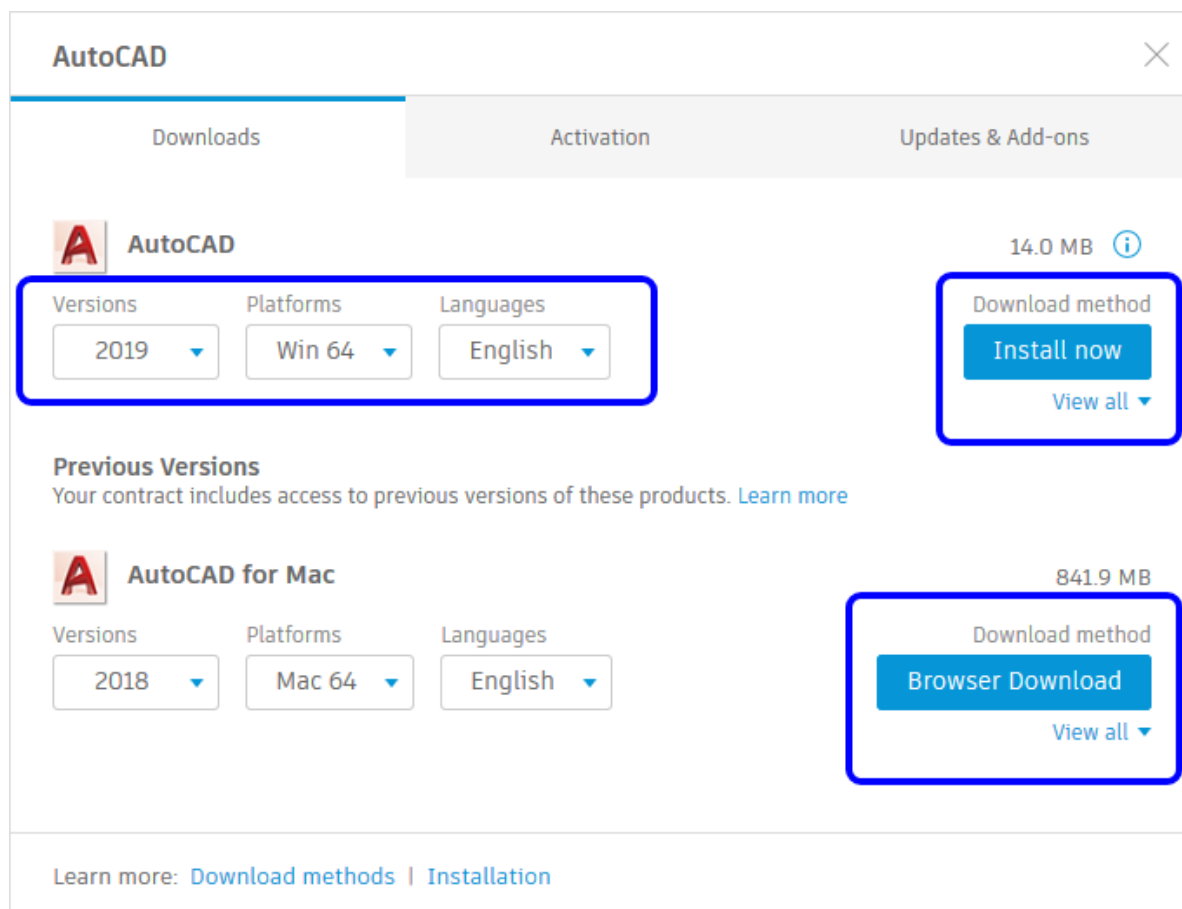 AutoCAD
Downloads Activation Updates & Add-ons
AutoCAD 14.0 MB
Versions Platforms Languages Download method
2019 Win 64 English Install now
View all
Previous Versions
Your contract includes access to previous versions of these products. Learn more
AutoCAD for Mac 841.9 MB
Versions Platforms Languages Download method
2018 Mac 64 English Browser Download
View all
Learn more: Download methods | Installation